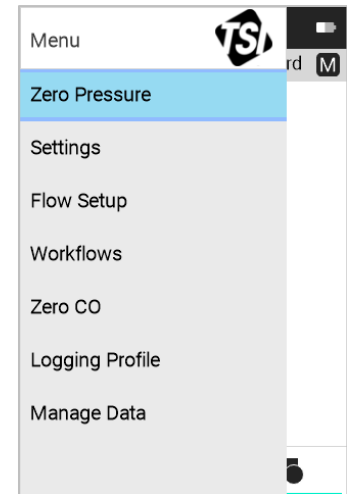 Menu
TSI
rd M
Zero Pressure
Settings
Flow Setup
Workflows
Zero CO
Logging Profile
Manage Data